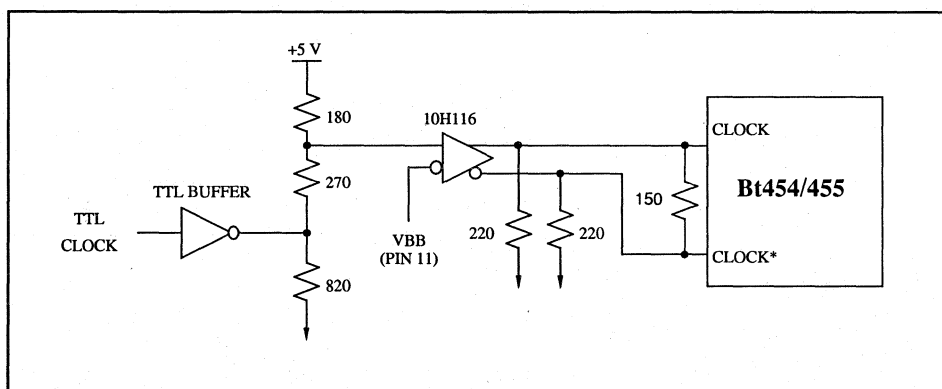 +5 V
180
10H116
CLOCK
270
Bt454/455
TTL BUFFER
150
TTL
CLOCK
VBB
(PIN 11)
220
220
820
CLOCK*